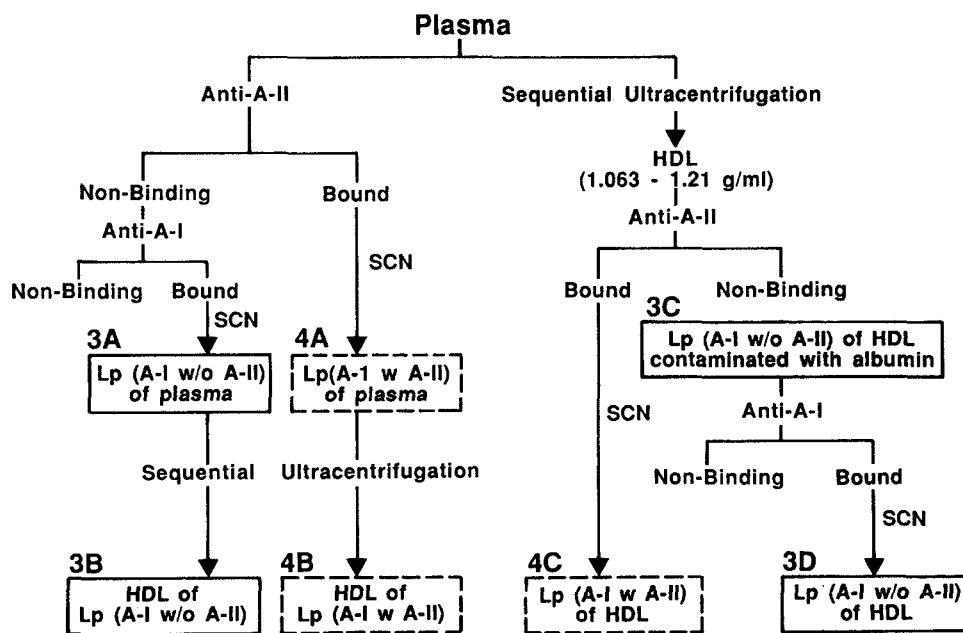 Plasma
Anti-A-II
Sequential Ultracentrifugation
HDL
(1.063 - 1.21 g/ml)
Non-Binding
Bound
Anti-A-II
Anti-A-I
SCN
Non-Binding
Bound
Bound
Non-Binding
SCN
3C
3A
4A
Lp (A-I w/o A-II) of HDL
contaminated with albumin
Lp (A-I w/o A-II)
of plasma
Lp(A-1 w A-II)
of plasma
SCN
Anti-A-I
Sequential
Ultracentrifugation
Non-Binding
Bound
SCN
3B
4B
4C
3D
HDL of
Lp (A-I w/o A-II)
HDL of
Lp (A-I w A-II)
Lp (A-I w A-II)
of HDL
Lp (A-I w/o A-II)
of HDL